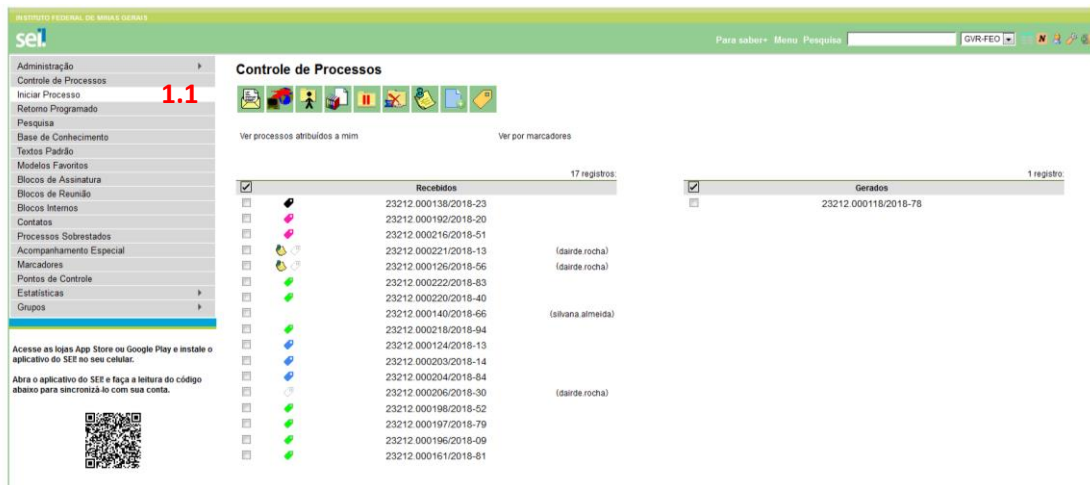 INSTITUTO FEDERAL DE MINAS GERAIS
sei!
Para saber+ Menu Pesquisa
GVR-FEO
Administração
Controle de Processos
Iniciar Processo
1.1
Retorno Programado
Pesquisa
Base de Conhecimento
Textos Padrão
Modelos Favoritos
Blocos de Assinatura
Blocos de Reunião
Blocos Internos
Contatos
Processos Sobrestados
Acompanhamento Especial
Marcadores
Pontos de Controle
Estatísticas
Grupos
Acesse as lojas App Store ou Google Play e instale o
aplicativo do SEI! no seu celular.
Abra o aplicativo do SEI! e faça a leitura do código
abaixo para sincronizá-lo com sua conta.
Controle de Processos
Ver processos atribuídos a mim
Ver por marcadores
17 registros:
Recebidos
23212.000138/2018-23
23212.000192/2018-20
23212.000216/2018-51
23212.000221/2018-13 (dairde.rocha)
23212.000126/2018-56 (dairde.rocha)
23212.000222/2018-83
23212.000220/2018-40
23212.000140/2018-66 (silvana.almeida)
23212.000218/2018-94
23212.000124/2018-13
23212.000203/2018-14
23212.000204/2018-84
23212.000206/2018-30 (dairde.rocha)
23212.000198/2018-52
23212.000197/2018-79
23212.000196/2018-09
23212.000161/2018-81
1 registro:
Gerados
23212.000118/2018-78